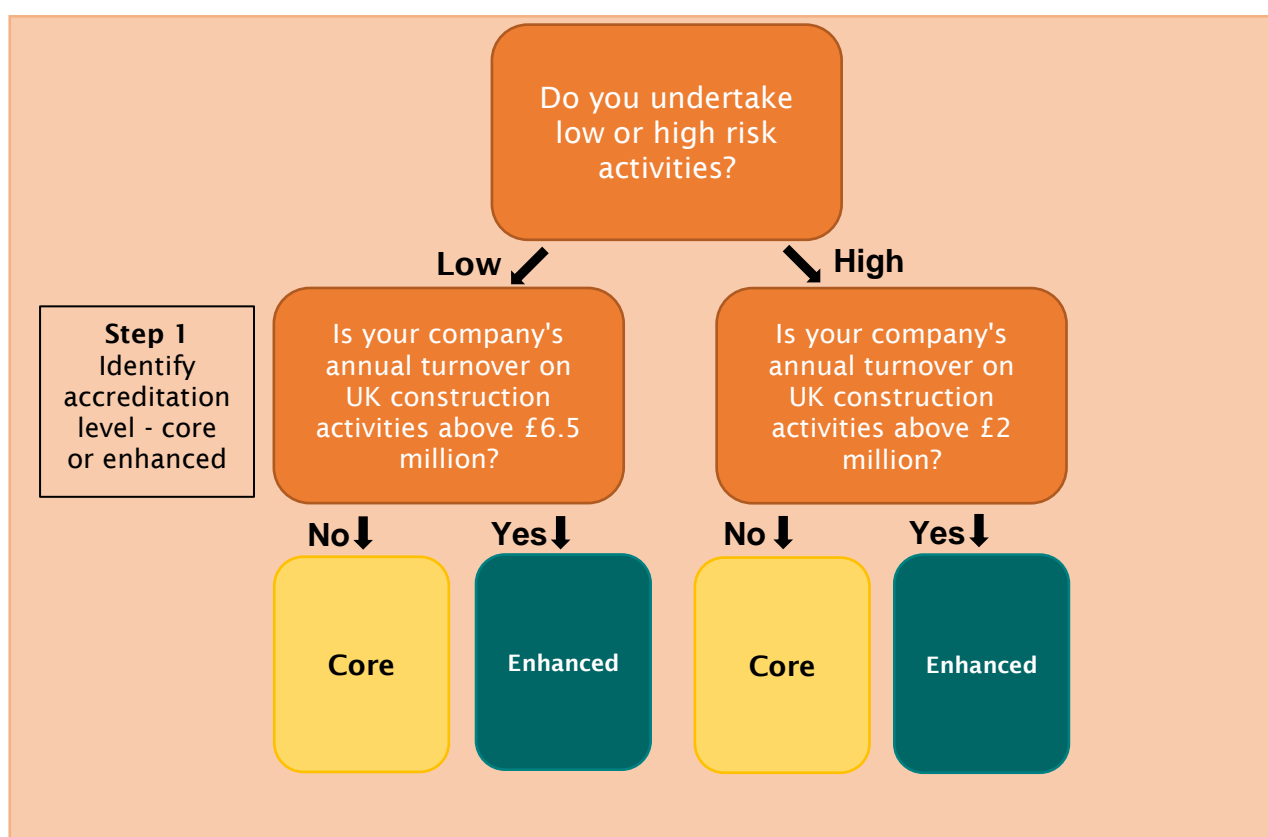 Do you undertake
low or high risk
activities?
Low
High
Step 1
Identify
accreditation
level - core
or enhanced
Is your company's
annual turnover on
UK construction
activities above £6.5
million?
Is your company's
annual turnover on
UK construction
activities above £2
million?
No
Yes
No
Yes
Core
Enhanced
Core
Enhanced